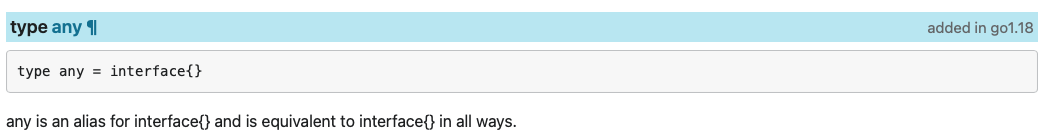 type any ¶ added in go1.18
type any = interface{}
any is an alias for interface{} and is equivalent to interface{} in all ways.